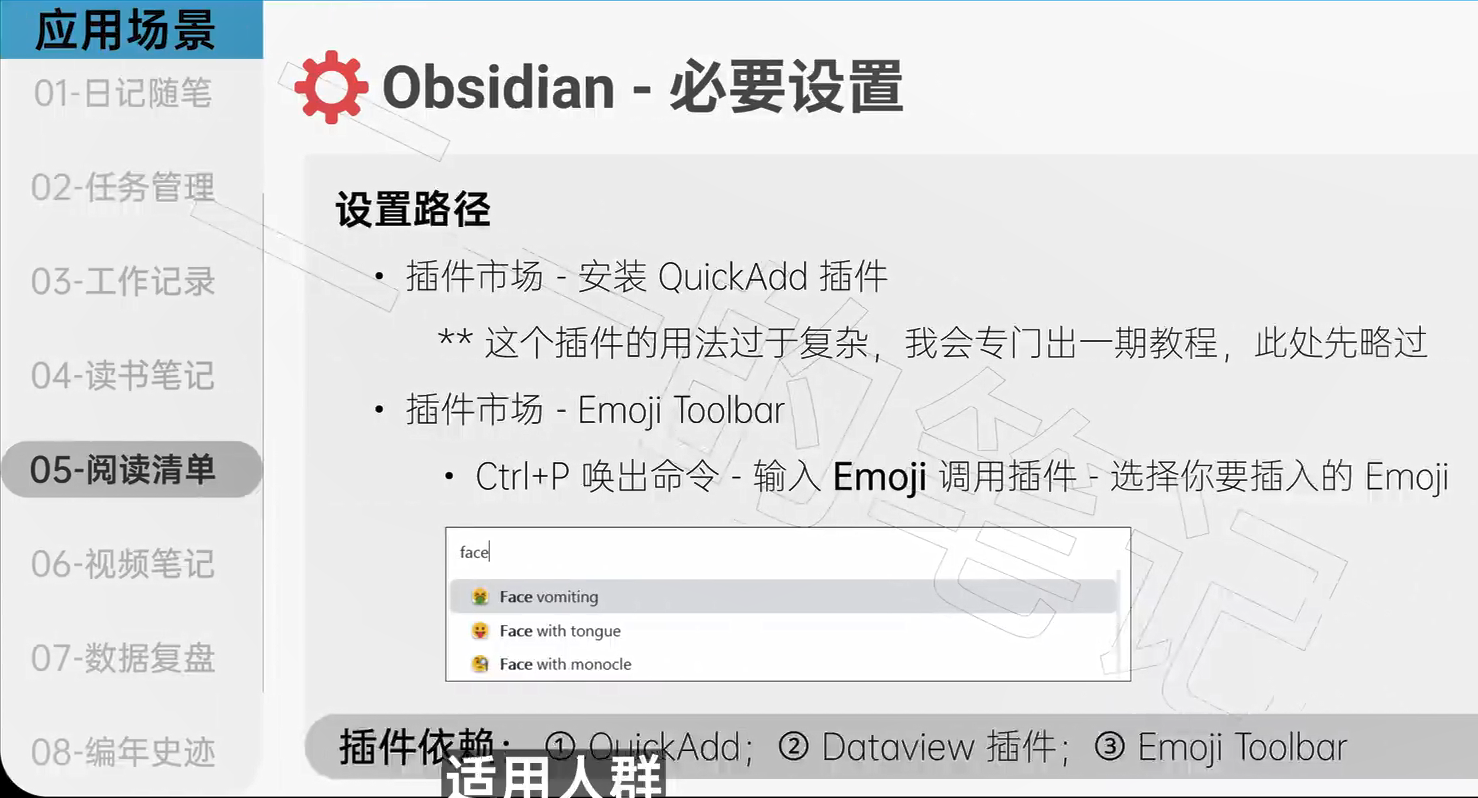 应用场景
01-日记随笔
02-任务管理
03-工作记录
04-读书笔记
05-阅读清单
06-视频笔记
07-数据复盘
08-编年史迹
Obsidian - 必要设置
设置路径
• 插件市场 - 安装 QuickAdd 插件
** 这个插件的用法过于复杂，我会专门出一期教程，此处先略过
• 插件市场 - Emoji Toolbar
• Ctrl+P 唤出命令 - 输入 Emoji 调用插件 - 选择你要插入的 Emoji
face
Face vomiting
Face with tongue
Face with monocle
插件依赖： ① QuickAdd；② Dataview 插件；③ Emoji Toolbar
适用人群
一一的笔记